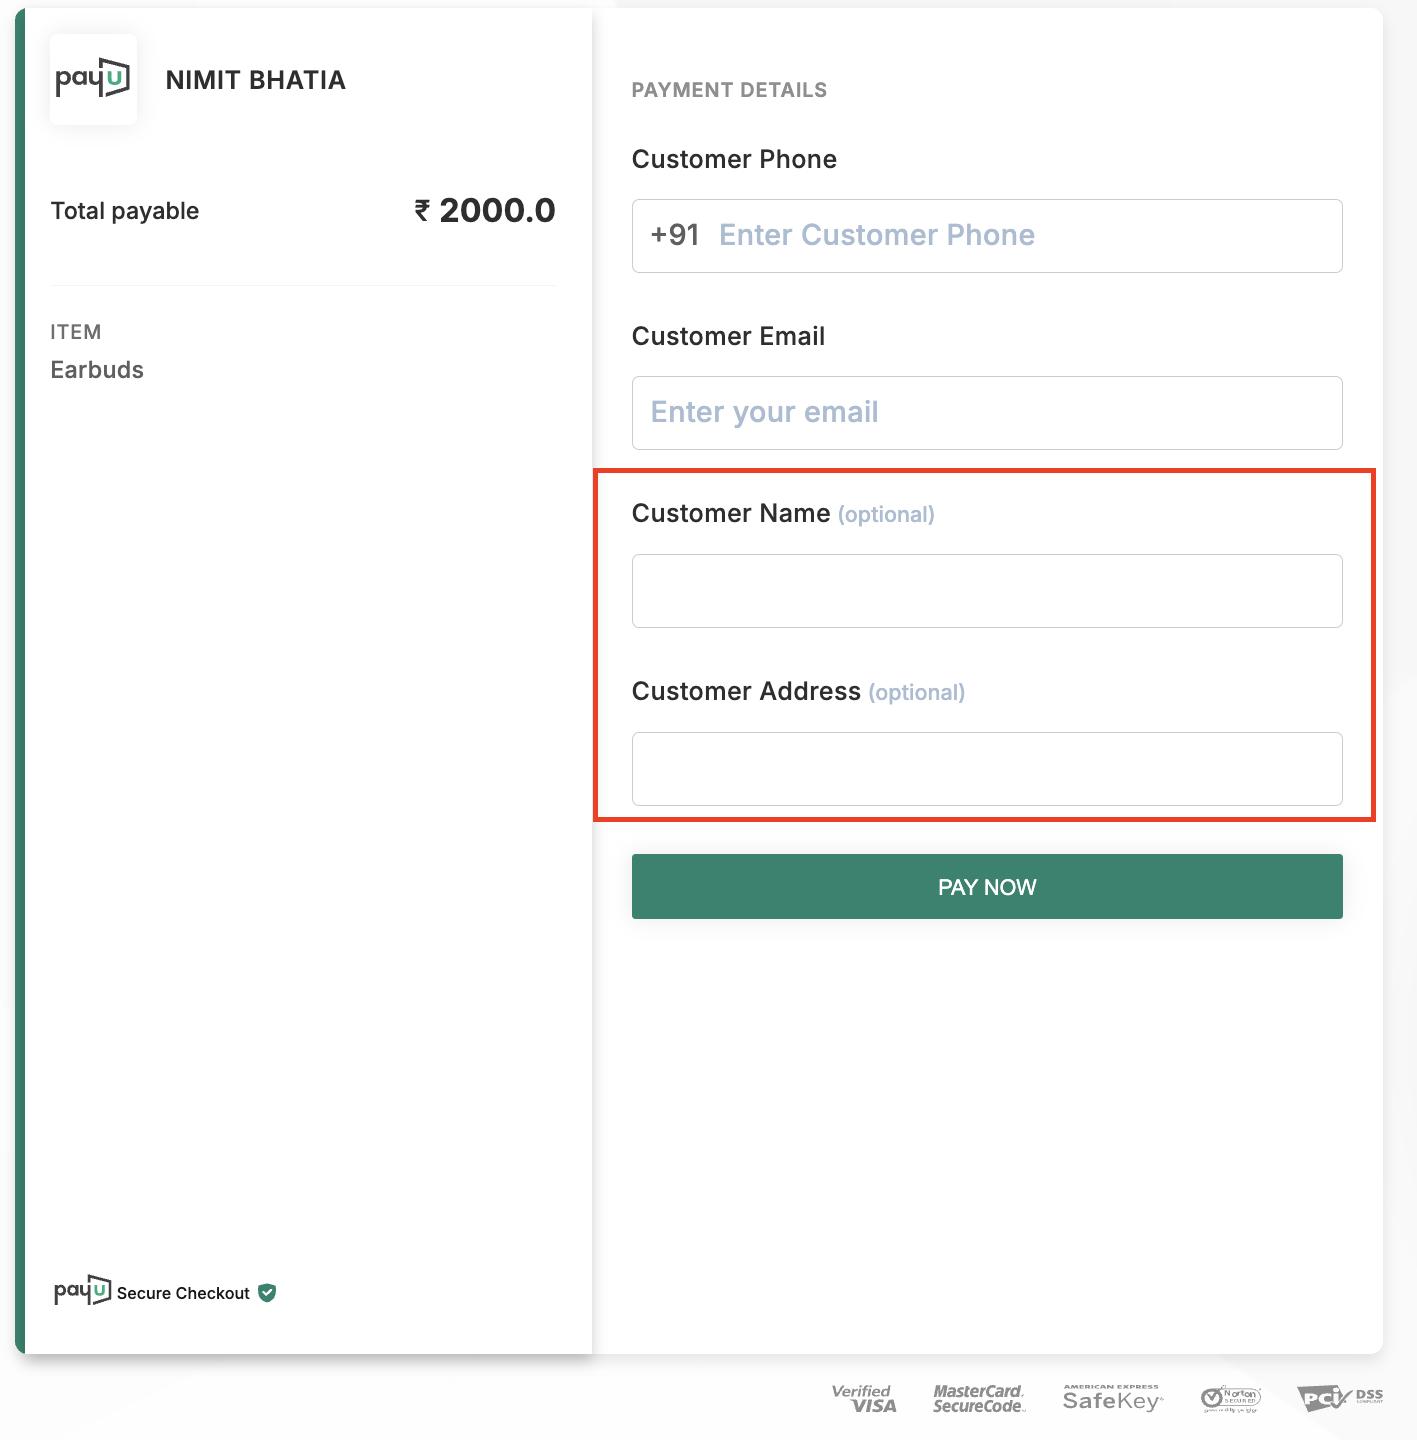 payu NIMIT BHATIA
Total payable ₹ 2000.0
ITEM
Earbuds
payu Secure Checkout
PAYMENT DETAILS
Customer Phone
+91 Enter Customer Phone
Customer Email
Enter your email
Customer Name (optional)
Customer Address (optional)
PAY NOW
Verified
VISA
MasterCard.
SecureCode.
AMERICAN EXPRESS
SafeKey
Norton
SECURED
PCI DSS
COMPLIANT